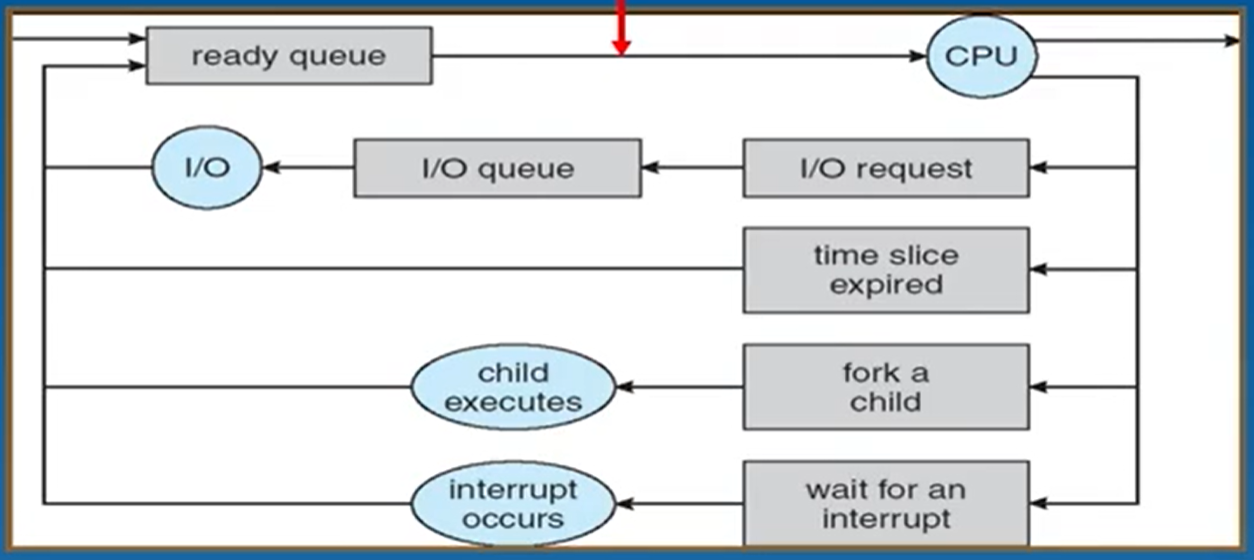 ready queue
CPU
I/O
I/O queue
I/O request
time slice
expired
child
executes
fork a
child
interrupt
occurs
wait for an
interrupt